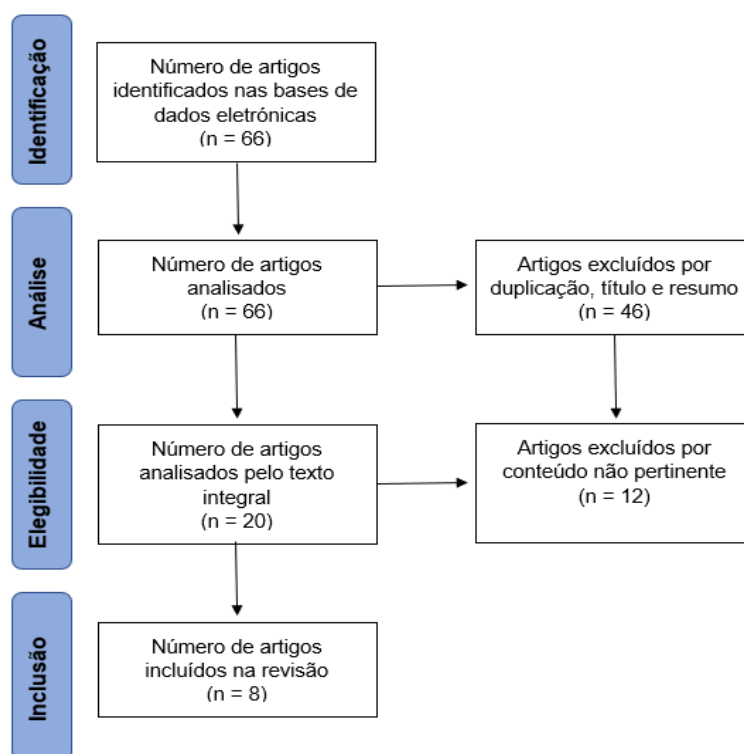 Identificação
Número de artigos
identificados nas bases de
dados eletrónicas
(n = 66)
Análise
Número de artigos
analisados
(n = 66)
Artigos excluídos por
duplicação, título e resumo
(n = 46)
Elegibilidade
Número de artigos
analisados pelo texto
integral
(n = 20)
Artigos excluídos por
conteúdo não pertinente
(n = 12)
Inclusão
Número de artigos
incluídos na revisão
(n = 8)